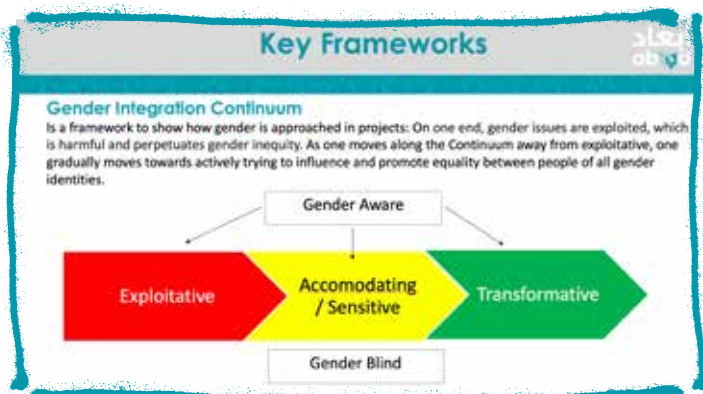 Key Frameworks
أبعاد
abaad
Gender Integration Continuum
Is a framework to show how gender is approached in projects: On one end, gender issues are exploited, which
is harmful and perpetuates gender inequity. As one moves along the Continuum away from exploitative, one
gradually moves towards actively trying to influence and promote equality between people of all gender
identities.
Gender Aware
Exploitative
Accomodating
/ Sensitive
Transformative
Gender Blind